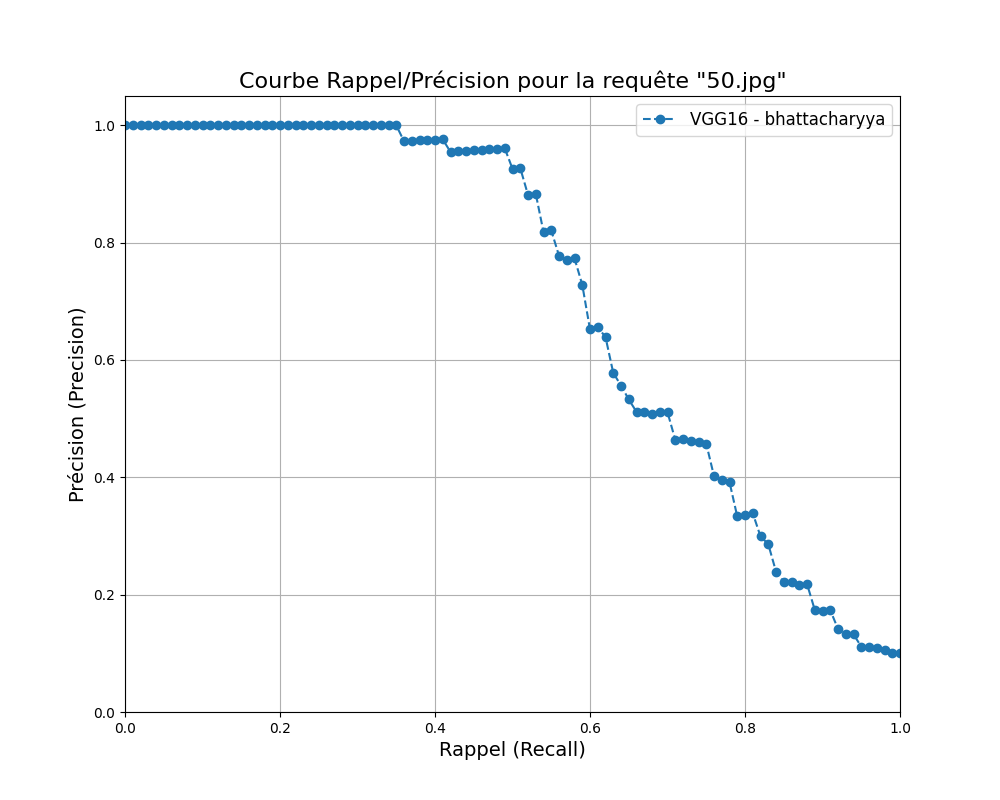 Courbe Rappel/Précision pour la requête "50.jpg"
VGG16 - bhattacharyya
Précision (Precision)
1.0
0.8
0.6
0.4
0.2
0.0
0.0 0.2 0.4 0.6 0.8 1.0
Rappel (Recall)